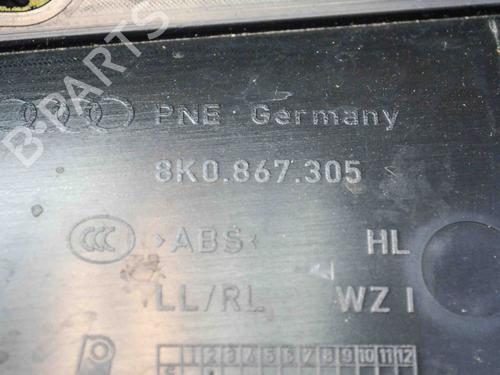 B-PARTS
PNE Germany
8K0.867.305
CCC >ABS< HL
LL/RL WZ I
1 2 3 4 5 6 7 8 9 10 11 12